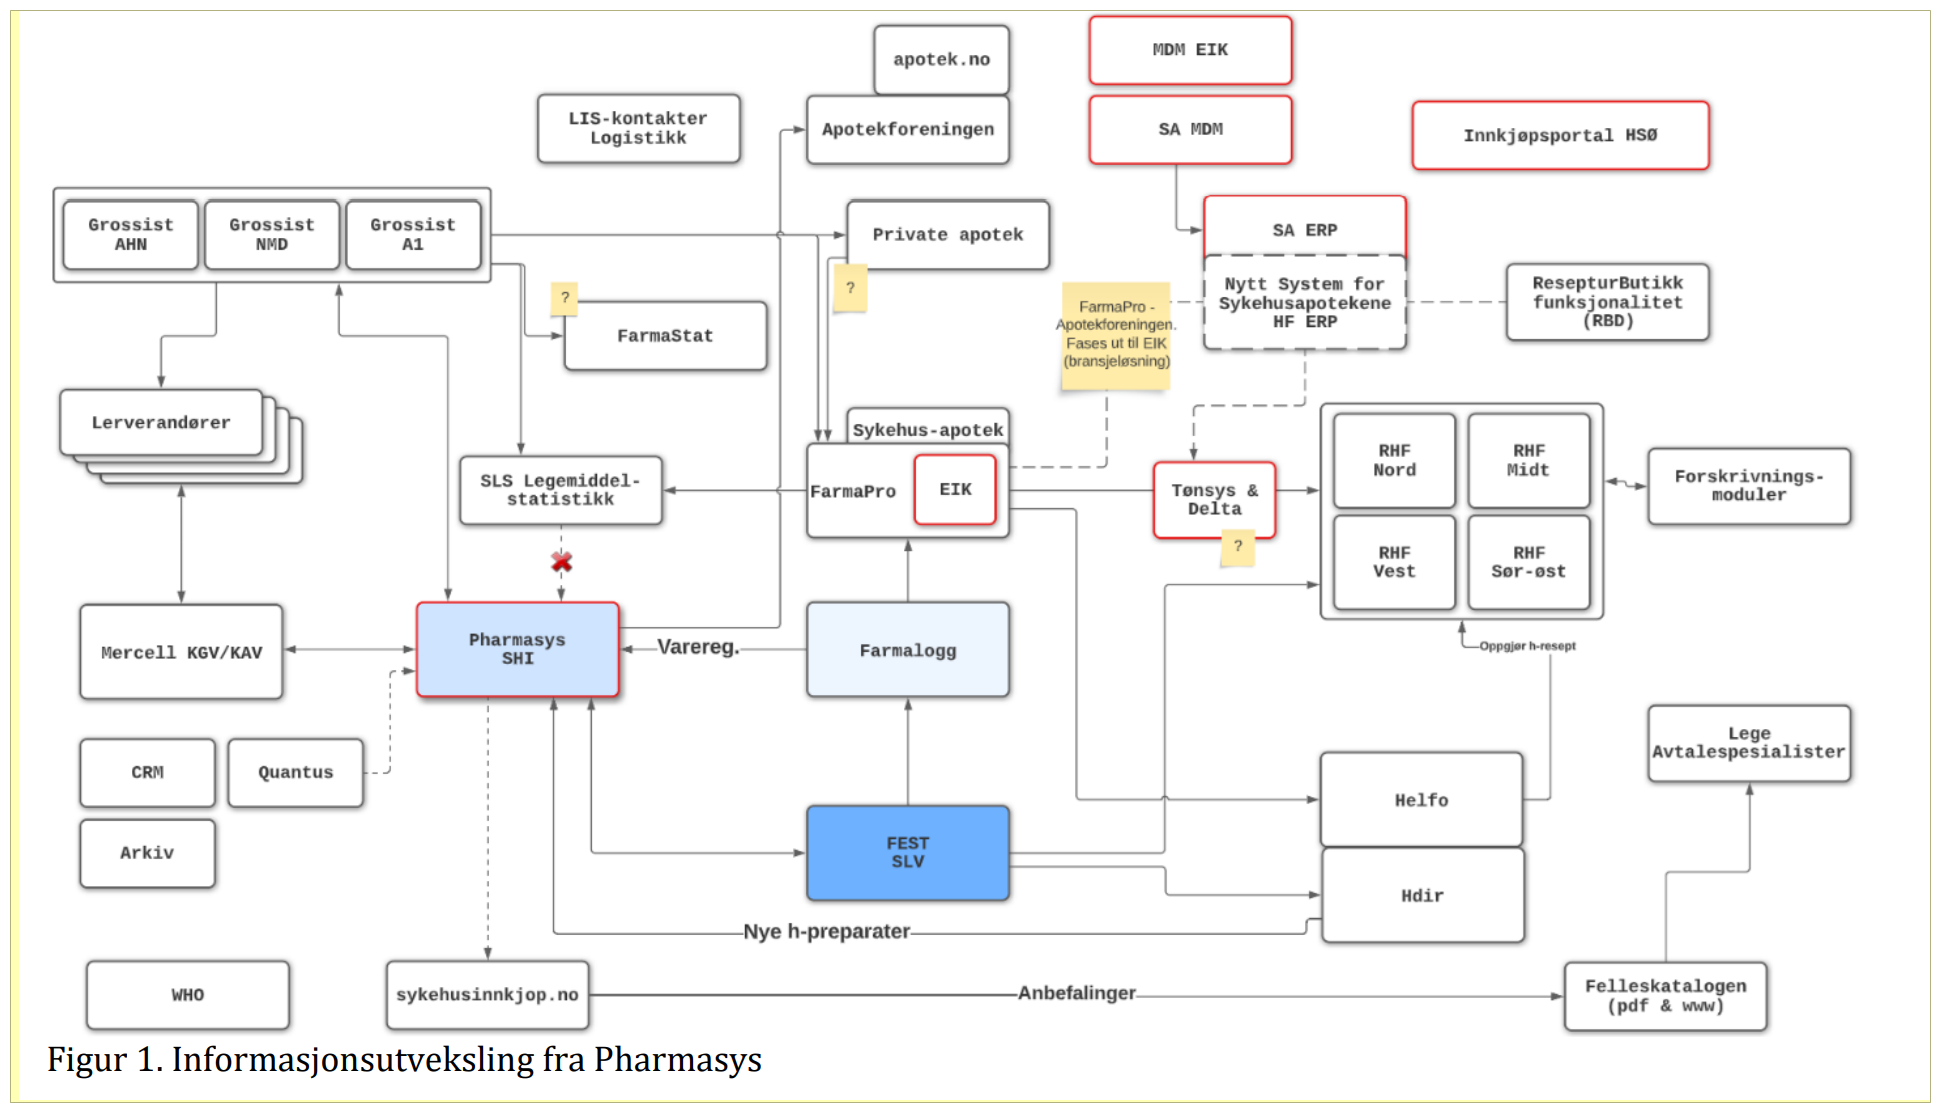 apotek.no
MDM EIK
LIS-kontakter
Logistikk
Apotekforeningen
SA MDM
Innkjøpsportal HSØ
Grossist
AHN
Grossist
NMD
Grossist
A1
Private apotek
SA ERP
?
?
FarmaStat
FarmaPro -
Apotekforeningen.
Fases ut til EIK
(bransjeløsning)
Nytt System for
Sykehusapotekene
HF ERP
ResepturButikk
funksjonalitet
(RBD)
Lerverandører
Sykehus-apotek
FarmaPro
EIK
SLS Legemiddel-
statistikk
Tønsys &
Delta
?
RHF
Nord
RHF
Midt
RHF
Vest
RHF
Sør-øst
Forskrivnings-
moduler
Mercell KGV/KAV
Pharmasys
SHI
Varereg.
Farmalogg
Oppgjør h-resept
CRM
Quantus
Arkiv
FEST
SLV
Helfo
Hdir
Lege
Avtalespesialister
Nye h-preparater
WHO
sykehusinnkjop.no
Anbefalinger
Felleskatalogen
(pdf & www)
Figur 1. Informasjonsutveksling fra Pharmasys